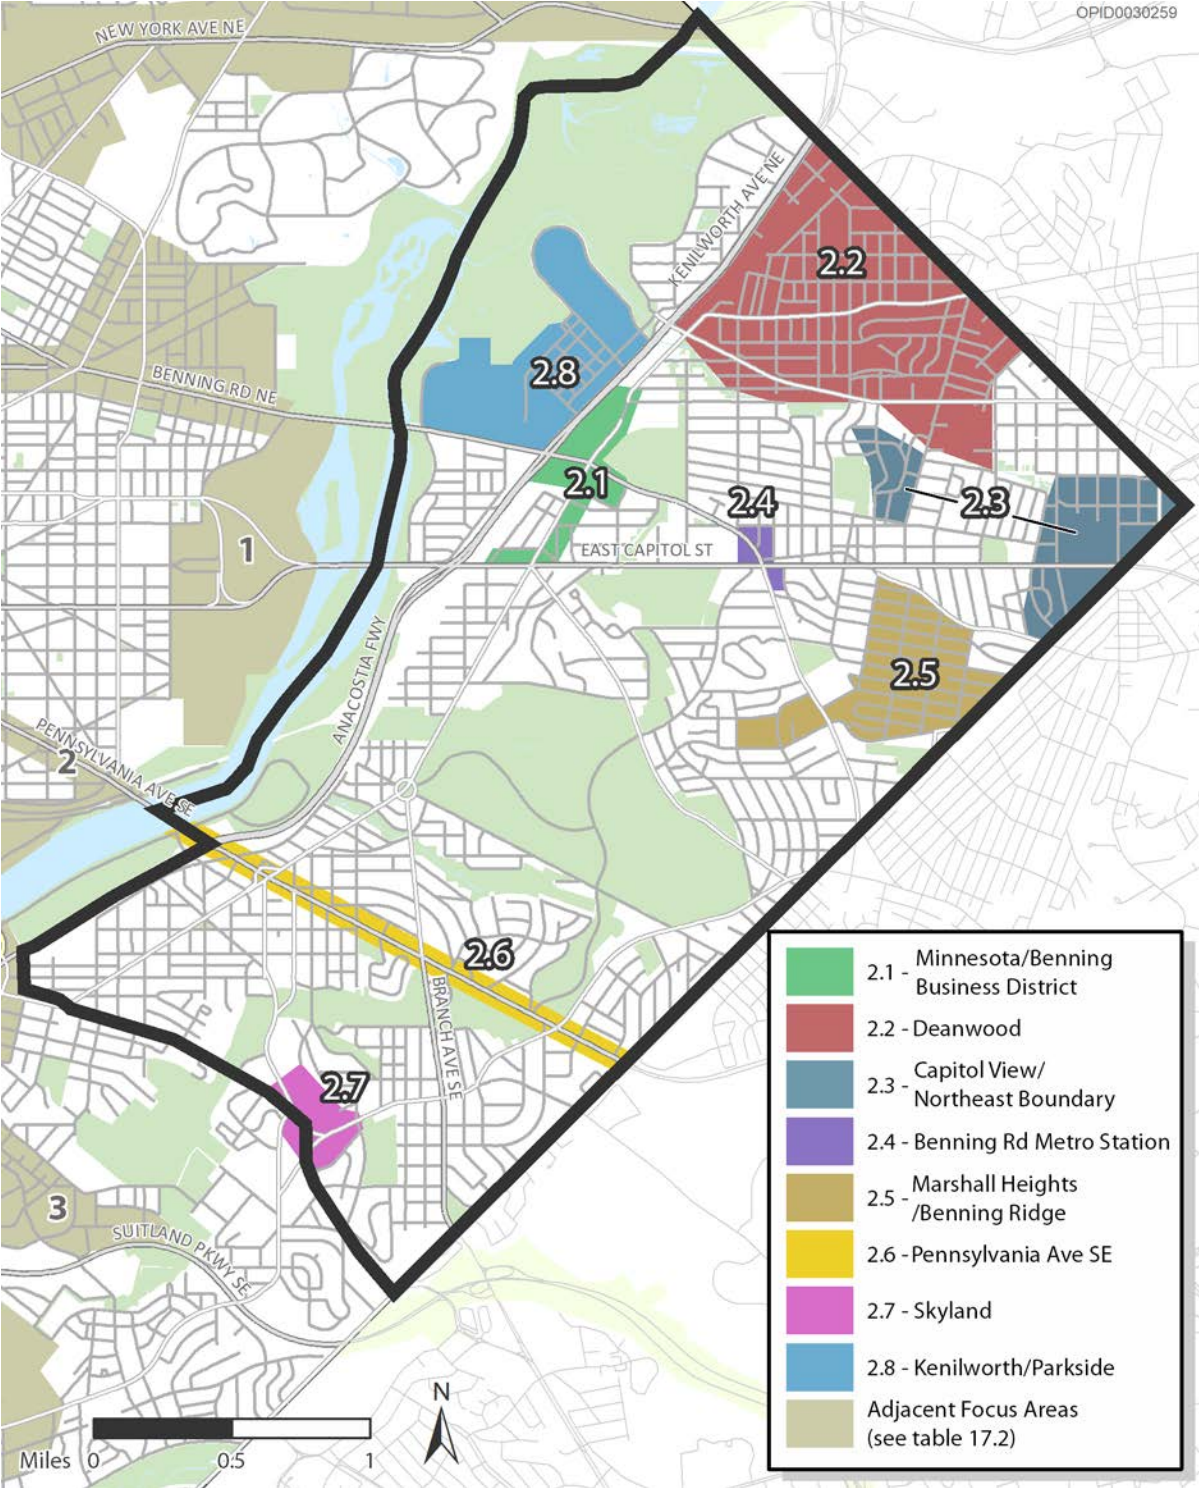 OPID0030259
NEW YORK AVE NE
KENILWORTH AVE NE
2.2
2.8
BENNING RD NE
2.1
2.4
2.3
1
EAST CAPITOL ST
ANACOSTIA FWY
2.5
PENNSYLVANIA AVE SE
2
2.6
BRANCH AVE SE
2.7
3
SUITLAND PKWY SE
2.1 - Minnesota/Benning
Business District
2.2 - Deanwood
2.3 - Capitol View/
Northeast Boundary
2.4 - Benning Rd Metro Station
2.5 - Marshall Heights
/Benning Ridge
2.6 - Pennsylvania Ave SE
2.7 - Skyland
2.8 - Kenilworth/Parkside
Adjacent Focus Areas
(see table 17.2)
N
Miles 0 0.5 1